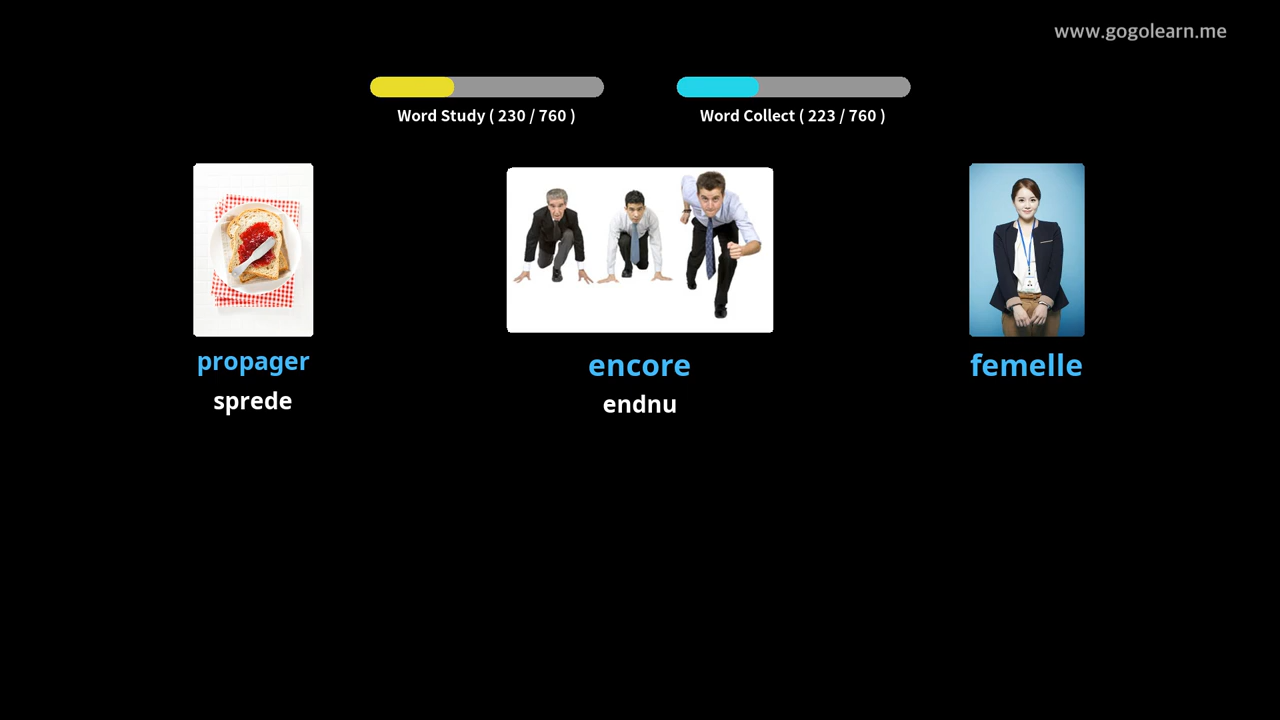 www.gogolearn.me
Word Study ( 230 / 760 )
Word Collect ( 223 / 760 )
propager
sprede
encore
endnu
femelle